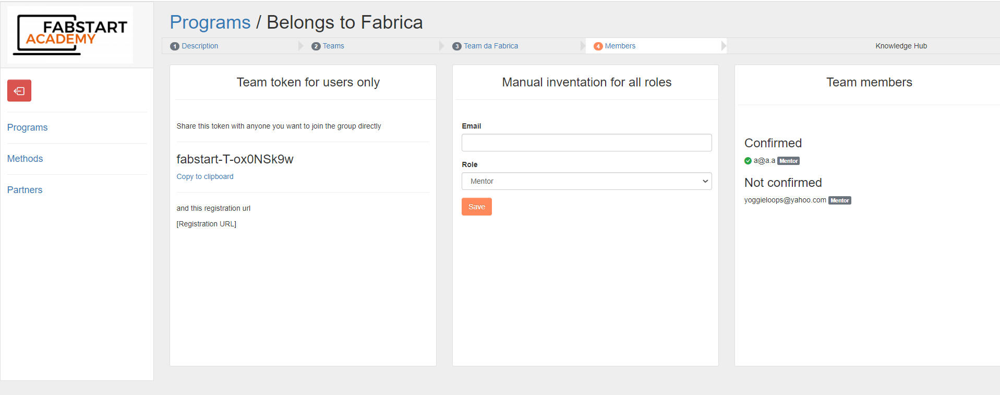 FABSTART
ACADEMY
Programs
Methods
Partners
Programs / Belongs to Fabrica
1 Description
2 Teams
3 Team da Fabrica
4 Members
Knowledge Hub
Team token for users only
Share this token with anyone you want to join the group directly
fabstart-T-ox0NSk9w
Copy to clipboard
and this registration url
[Registration URL]
Manual inventation for all roles
Email
Role
Mentor
Save
Team members
Confirmed
a@a.a Mentor
Not confirmed
yoggieloops@yahoo.com Mentor